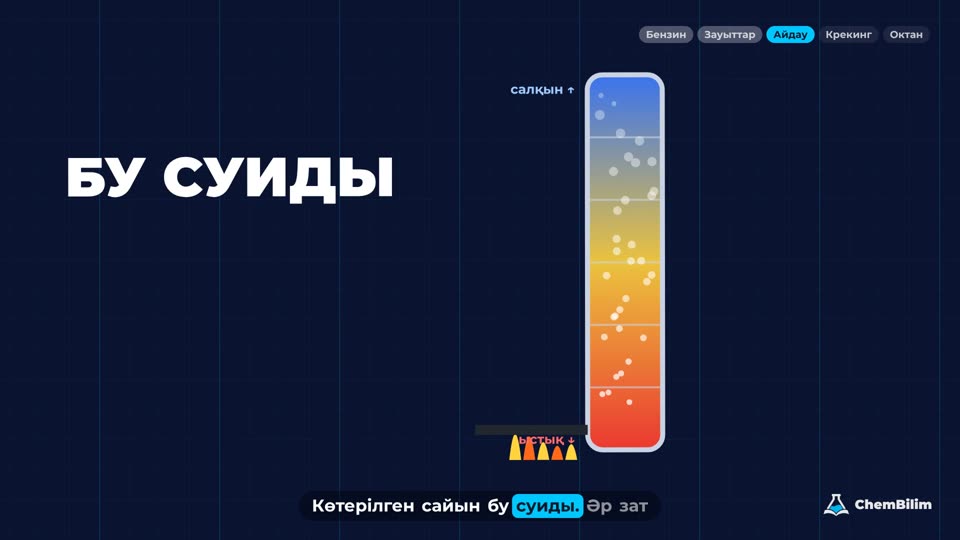 Бензин Зауыттар Айдау Крекинг Октан
салқын ↑
БУ СУИДЫ
ыстық ↓
Көтерілген сайын бу суиды. Әр зат
ChemBilim